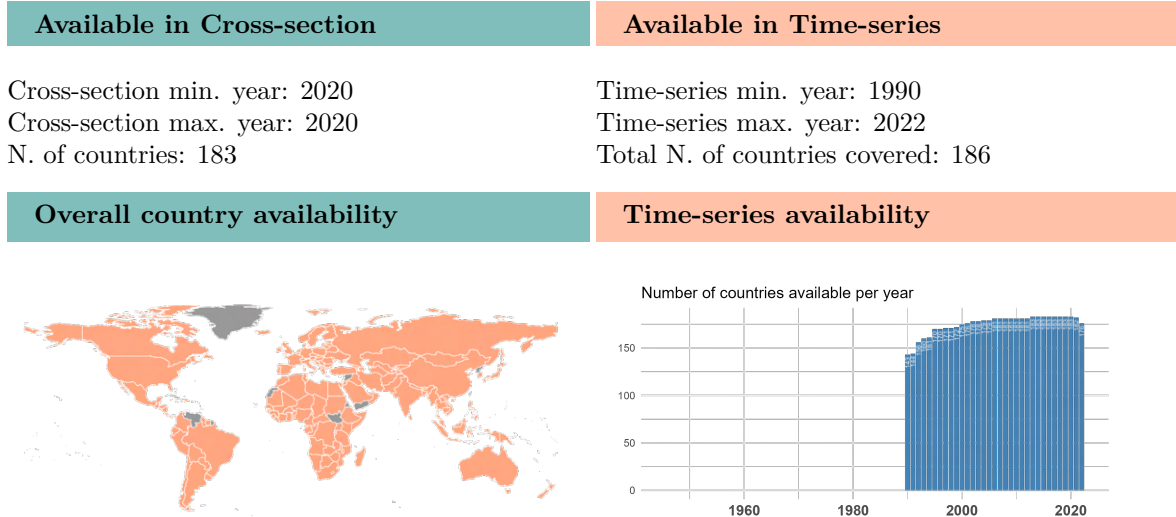 Available in Cross-section
Available in Time-series
Cross-section min. year: 2020
Cross-section max. year: 2020
N. of countries: 183
Time-series min. year: 1990
Time-series max. year: 2022
Total N. of countries covered: 186
Overall country availability
Time-series availability
Number of countries available per year
150
100
50
0
1960
1980
2000
2020